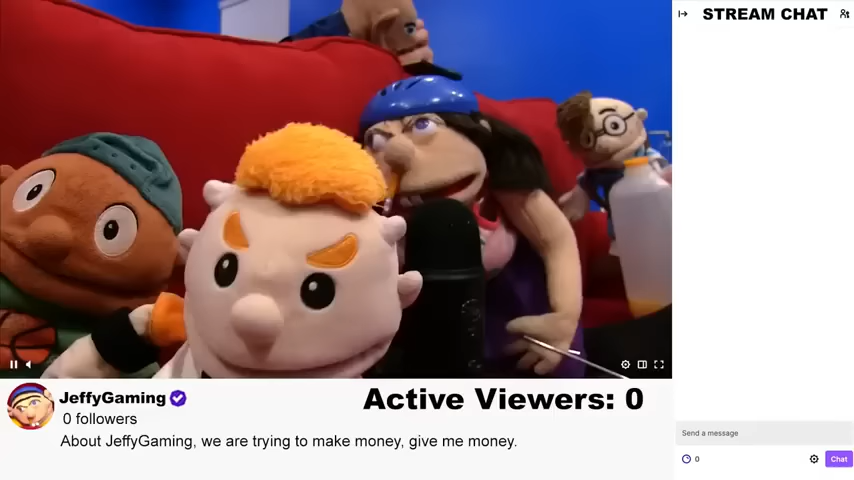 STREAM CHAT
JeffyGaming
Active Viewers: 0
0 followers
About JeffyGaming, we are trying to make money, give me money.
Send a message
0
Chat